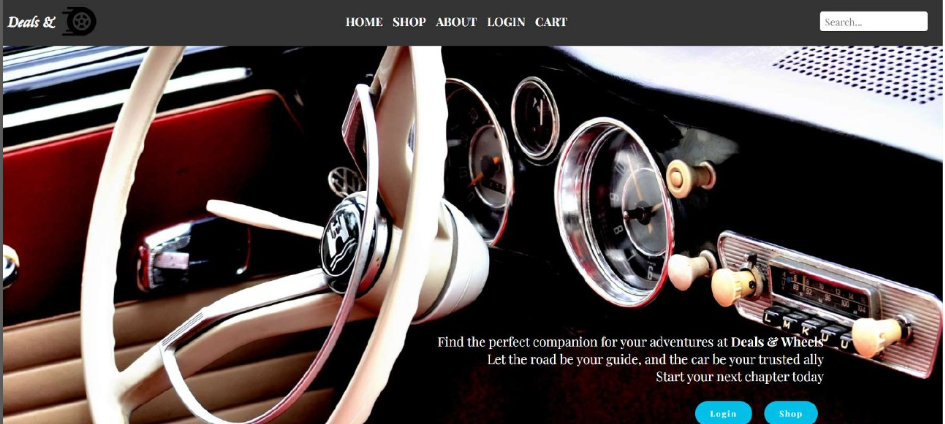 Deals &
HOME SHOP ABOUT LOGIN CART
Search...
Find the perfect companion for your adventures at Deals & Wheels
Let the road be your guide, and the car be your trusted ally
Start your next chapter today
Login Shop
L M K U U